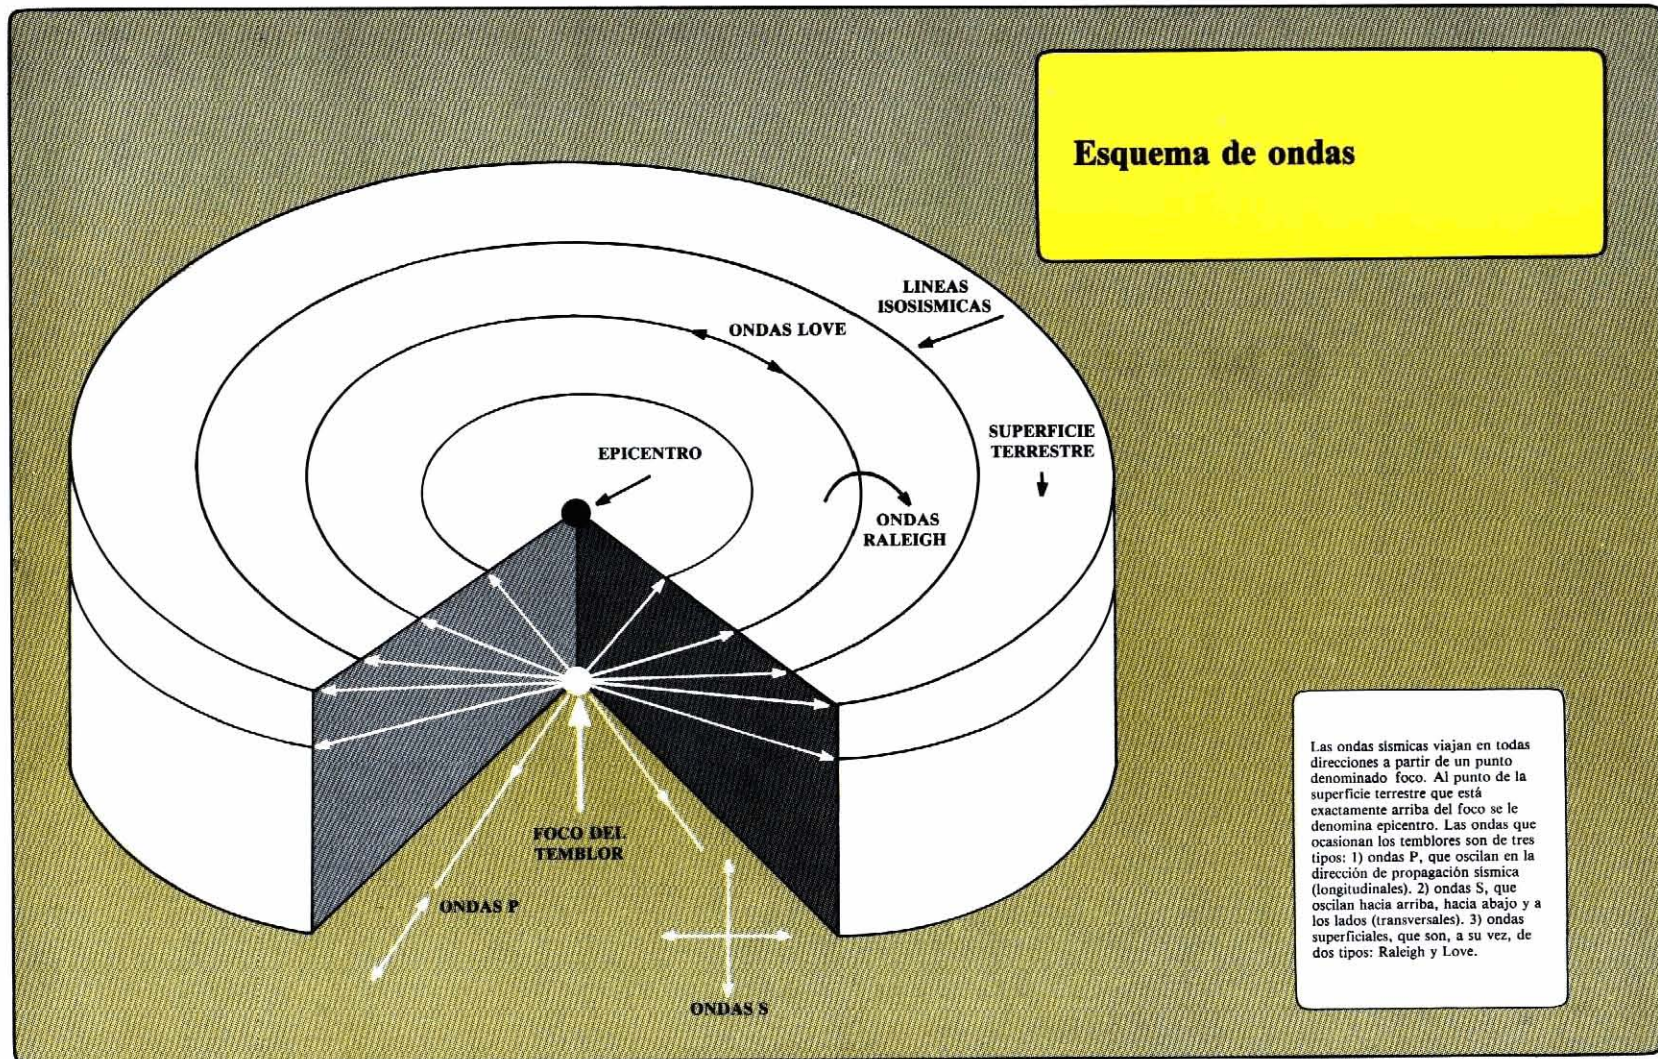 Esquema de ondas
LINEAS
ISOSISMICAS
ONDAS LOVE
SUPERFICIE
TERRESTRE
EPICENTRO
ONDAS
RALEIGH
FOCO DEL
TEMBLOR
ONDAS P
ONDAS S
Las ondas sísmicas viajan en todas
direcciones a partir de un punto
denominado foco. Al punto de la
superficie terrestre que está
exactamente arriba del foco se le
denomina epicentro. Las ondas que
ocasionan los temblores son de tres
tipos: 1) ondas P, que oscilan en la
dirección de propagación sísmica
(longitudinales). 2) ondas S, que
oscilan hacia arriba, hacia abajo y a
los lados (transversales). 3) ondas
superficiales, que son, a su vez, de
dos tipos: Raleigh y Love.